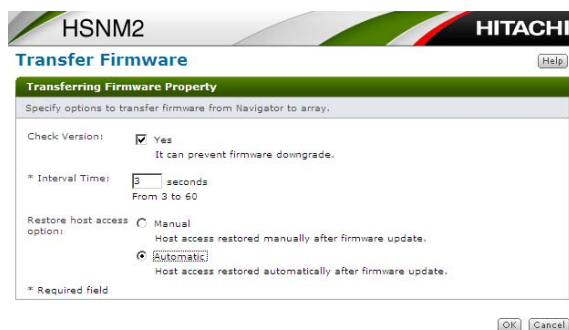 HSNM2
HITACHI
Transfer Firmware
Help
Transferring Firmware Property
Specify options to transfer firmware from Navigator to array.
Check Version:
Yes
It can prevent firmware downgrade.
* Interval Time:
3 seconds
From 3 to 60
Restore host access option:
Manual
Host access restored manually after firmware update.
Automatic
Host access restored automatically after firmware update.
* Required field
OK Cancel